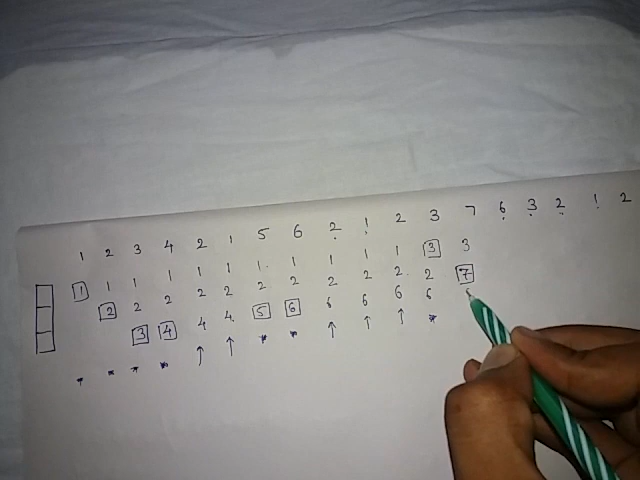 1 2 3 4 2 1 5 6 2 1 2 3 7 6 3 2 1 2
1 1 1 1 1 1 1 1 1 1 1 3 3
2 2 2 2 2 2 2 2 2 2 2 7
3 4 4 4 5 6 6 6 6 6 6
* * * * ↑ ↑ * * ↑ ↑ ↑ *